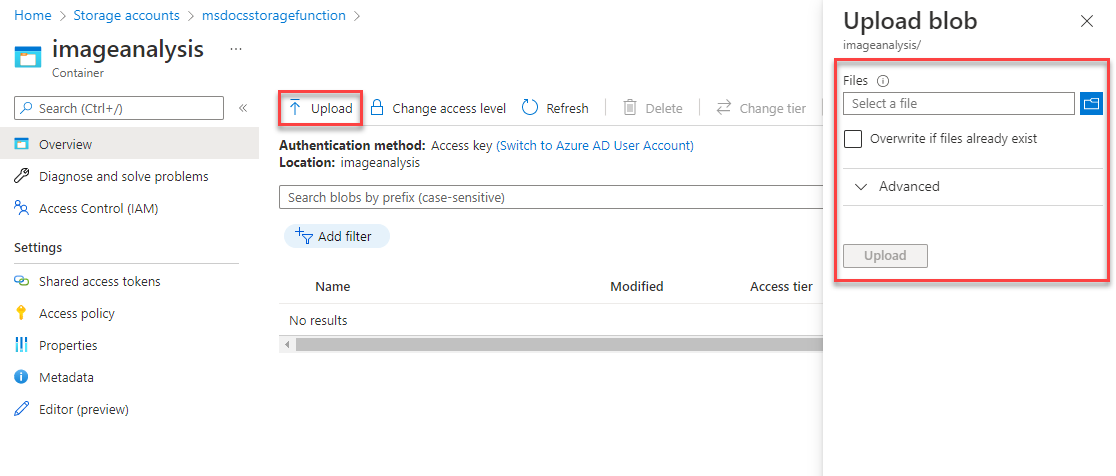 Home > Storage accounts > msdocsstoragefunction >
imageanalysis ...
Container
Search (Ctrl+/) «
Overview
Diagnose and solve problems
Access Control (IAM)
Settings
Shared access tokens
Access policy
Properties
Metadata
Editor (preview)
Upload Change access level Refresh Delete Change tier
Authentication method: Access key (Switch to Azure AD User Account)
Location: imageanalysis
Search blobs by prefix (case-sensitive)
Add filter
Name Modified Access tier
No results
Upload blob
imageanalysis/
Files
Select a file
Overwrite if files already exist
Advanced
Upload